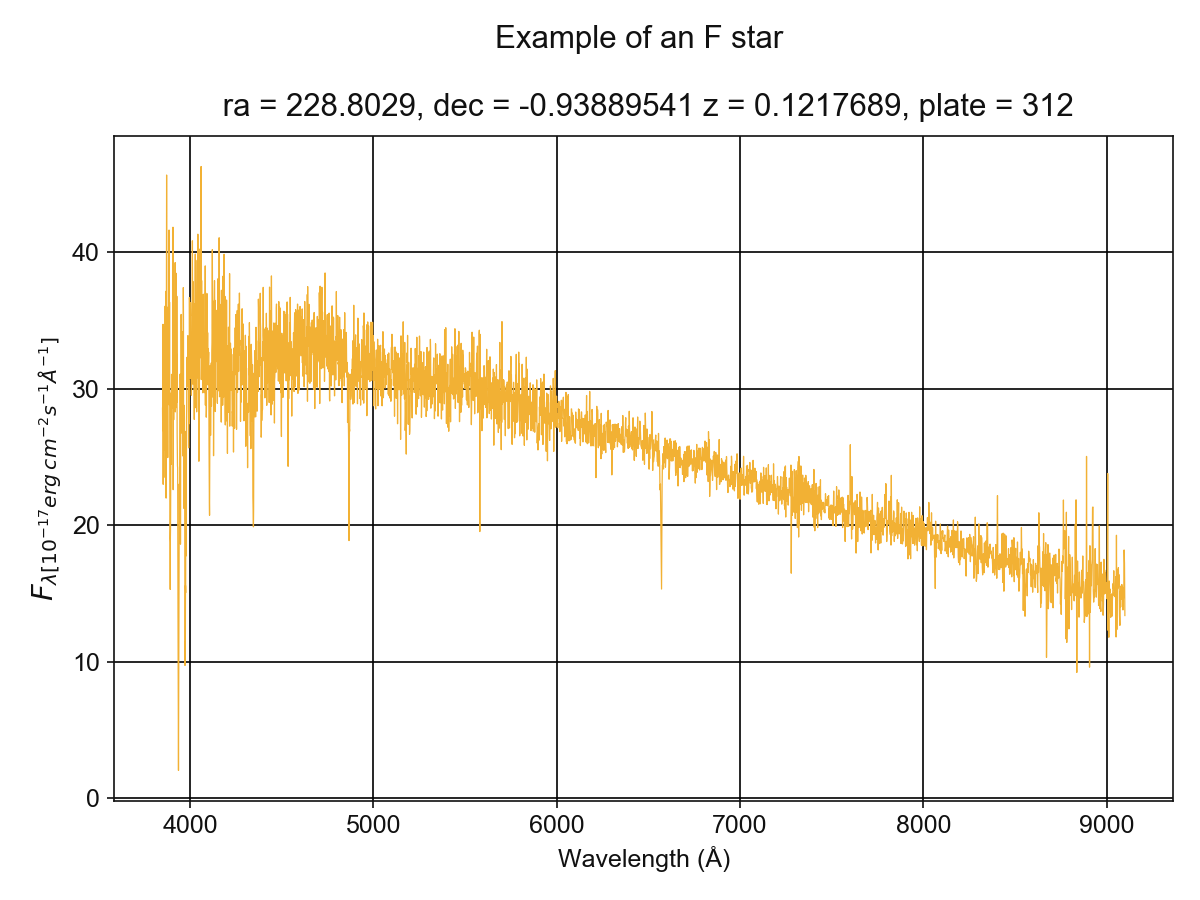 Example of an F star
ra = 228.8029, dec = -0.93889541 z = 0.1217689, plate = 312
40
30
20
10
0
F_{λ[10^{-17}erg cm^{-2}s^{-1}Å^{-1}]}
4000 5000 6000 7000 8000 9000
Wavelength (Å)